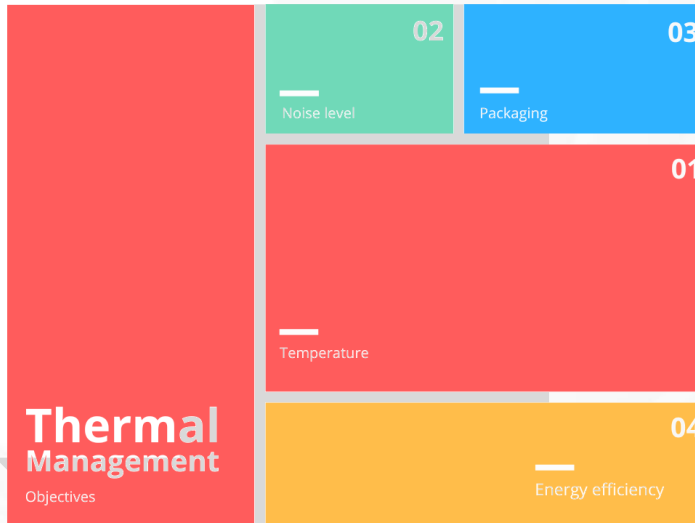 Thermal
Management
Objectives
02
Noise level
03
Packaging
01
Temperature
04
Energy efficiency